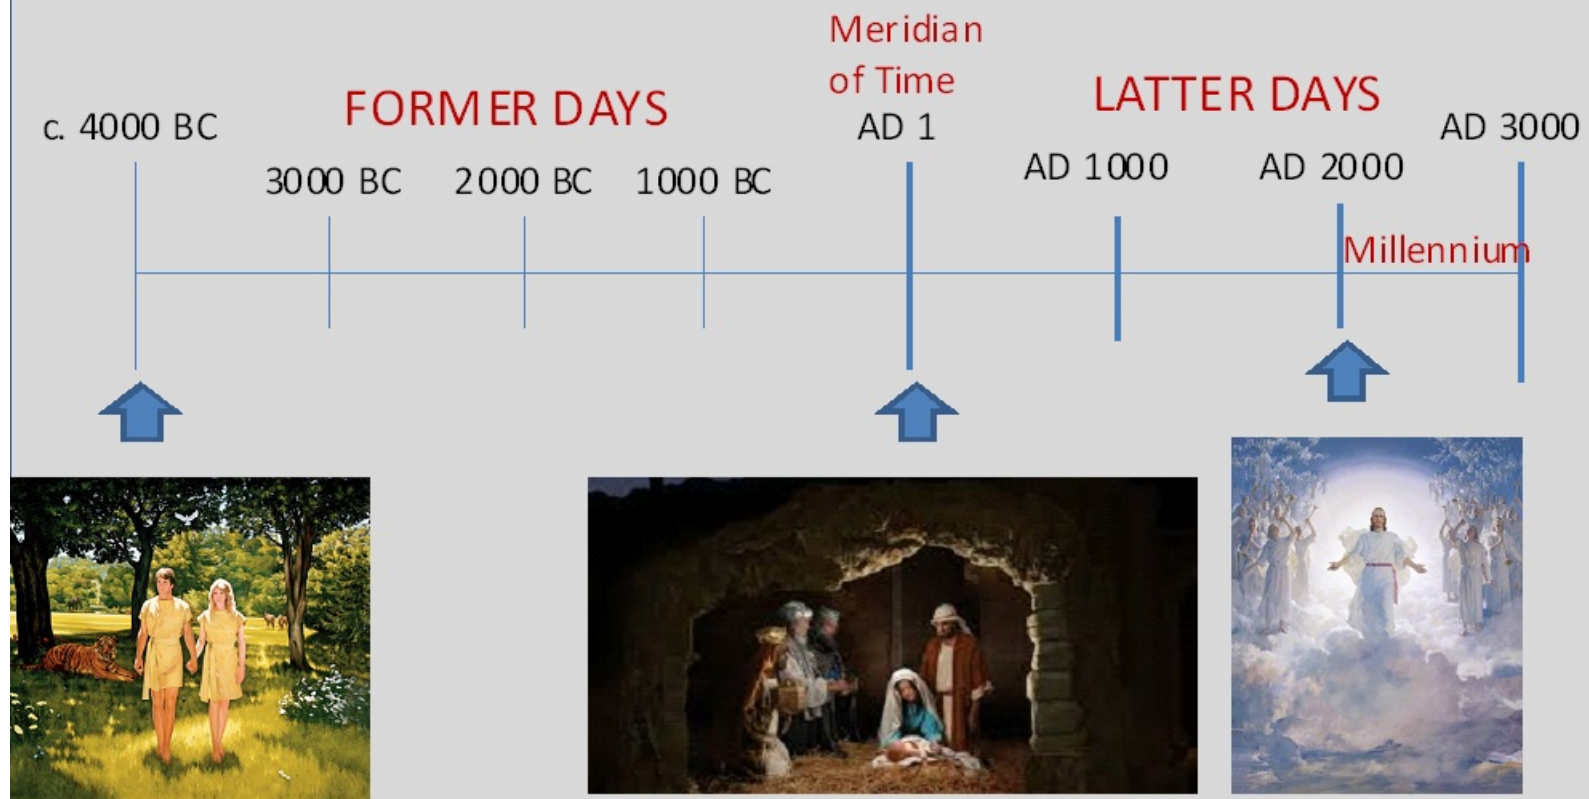 Meridian
of Time
FORMER DAYS
LATTER DAYS
c. 4000 BC
AD 1
AD 3000
3000 BC
2000 BC
1000 BC
AD 1000
AD 2000
Millennium